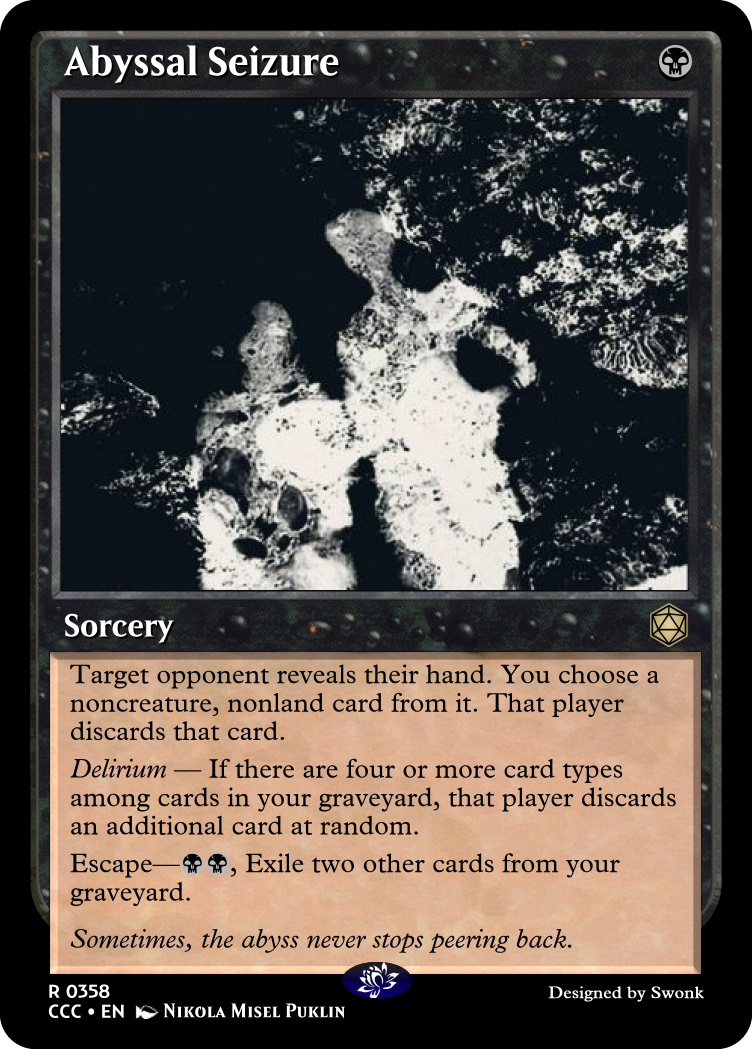 Abyssal Seizure
Sorcery
Target opponent reveals their hand. You choose a
noncreature, nonland card from it. That player
discards that card.
Delirium — If there are four or more card types
among cards in your graveyard, that player discards
an additional card at random.
Escape—, Exile two other cards from your
graveyard.
Sometimes, the abyss never stops peering back.
R 0358
CCC • EN Nikola Misel Puklin
Designed by Swonk